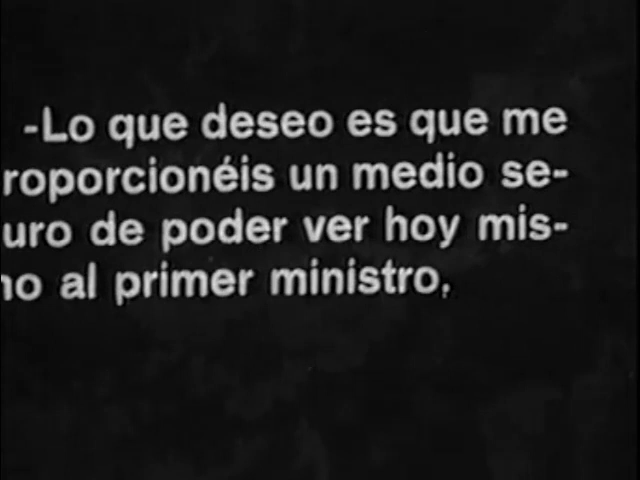 -Lo que deseo es que me
roporcionéis un medio se-
uro de poder ver hoy mis-
no al primer ministro.